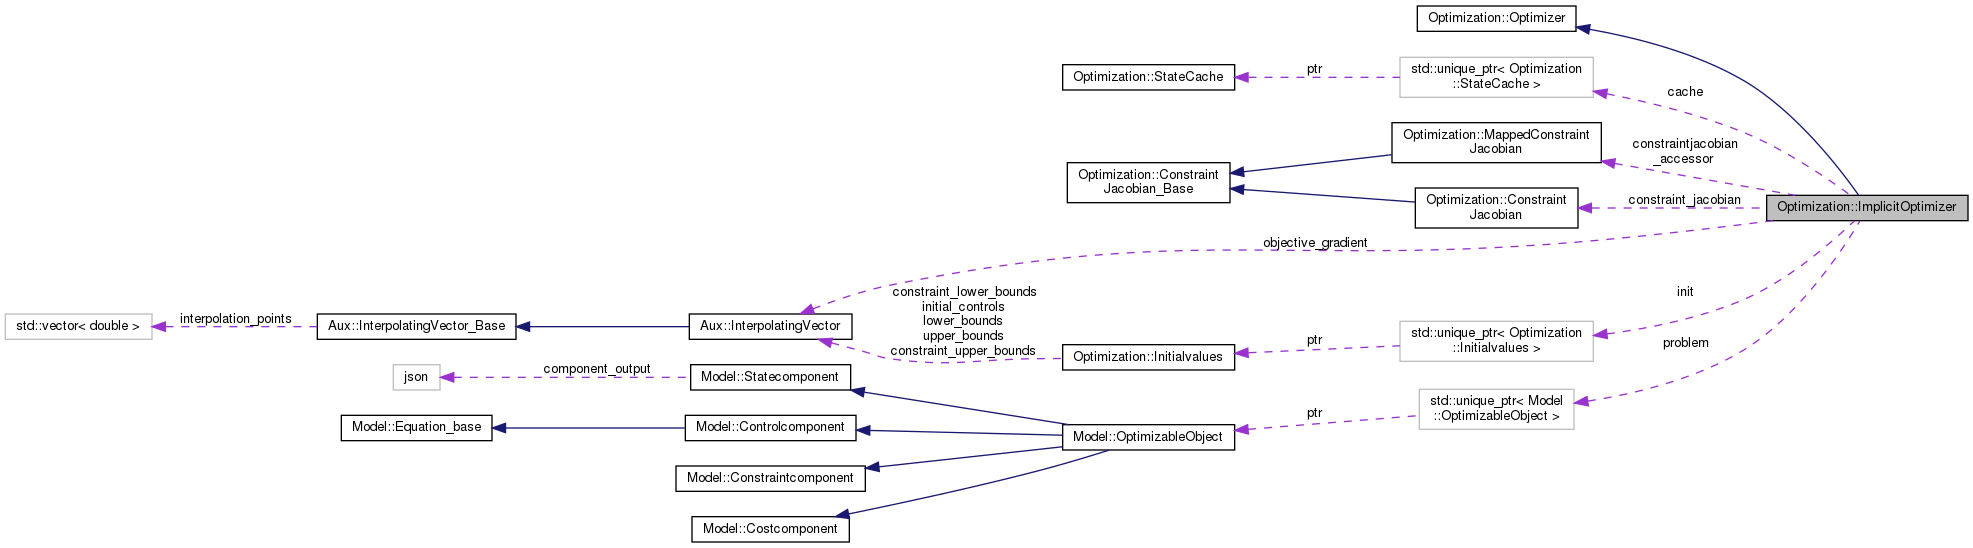 Optimization::Optimizer
std::unique_ptr< Optimization
::StateCache >
Optimization::StateCache
ptr
cache
Optimization::MappedConstraint
Jacobian
constraintjacobian
_accessor
Optimization::Constraint
Jacobian_Base
Optimization::Constraint
Jacobian
constraint_jacobian
Optimization::ImplicitOptimizer
objective_gradient
constraint_lower_bounds
initial_controls
lower_bounds
upper_bounds
constraint_upper_bounds
init
std::vector< double >
interpolation_points
Aux::InterpolatingVector_Base
Aux::InterpolatingVector
std::unique_ptr< Optimization
::Initialvalues >
ptr
Optimization::Initialvalues
problem
json
component_output
Model::Statecomponent
std::unique_ptr< Model
::OptimizableObject >
ptr
Model::Equation_base
Model::Controlcomponent
Model::OptimizableObject
Model::Constraintcomponent
Model::Costcomponent